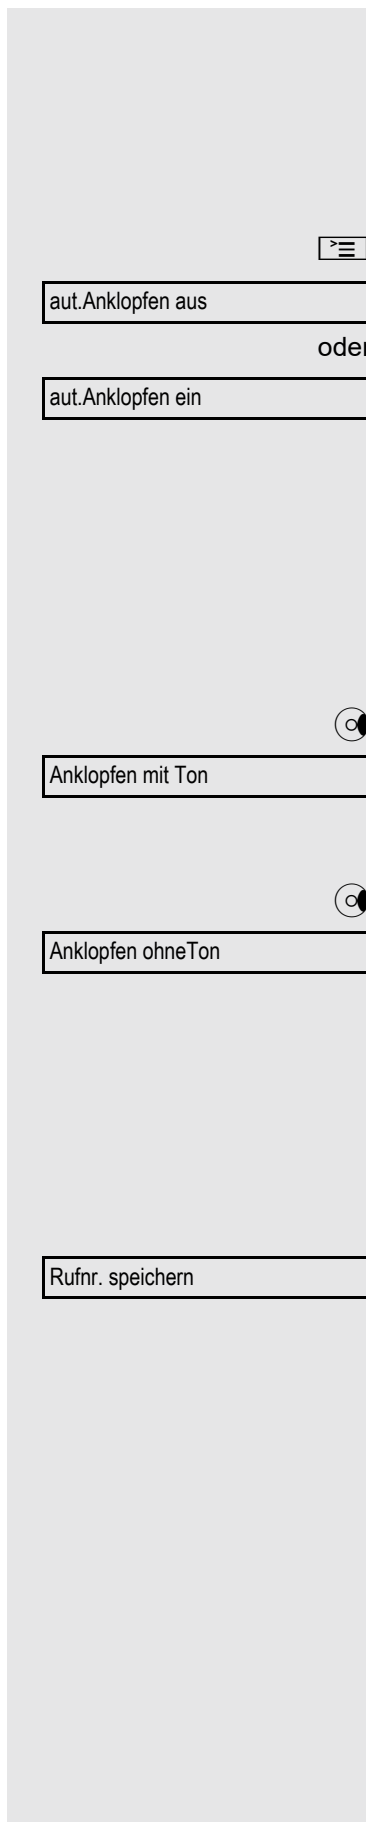 aut.Anklopfen aus
oder
aut.Anklopfen ein
Anklopfen mit Ton
Anklopfen ohneTon
Rufnr. speichern